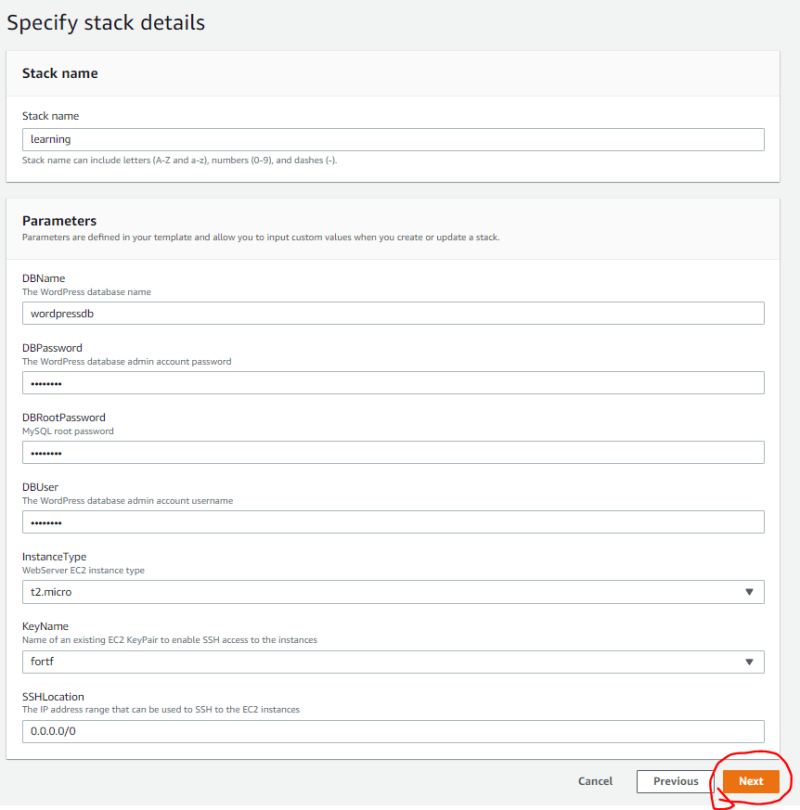 Specify stack details
Stack name
Stack name
learning
Stack name can include letters (A-Z and a-z), numbers (0-9), and dashes (-).
Parameters
Parameters are defined in your template and allow you to input custom values when you create or update a stack.
DBName
The WordPress database name
wordpressdb
DBPassword
The WordPress database admin account password
••••••••
DBRootPassword
MySQL root password
••••••••
DBUser
The WordPress database admin account username
••••••••
InstanceType
WebServer EC2 instance type
t2.micro
KeyName
Name of an existing EC2 KeyPair to enable SSH access to the instances
fortf
SSHLocation
The IP address range that can be used to SSH to the EC2 instances
0.0.0.0/0
Cancel Previous Next